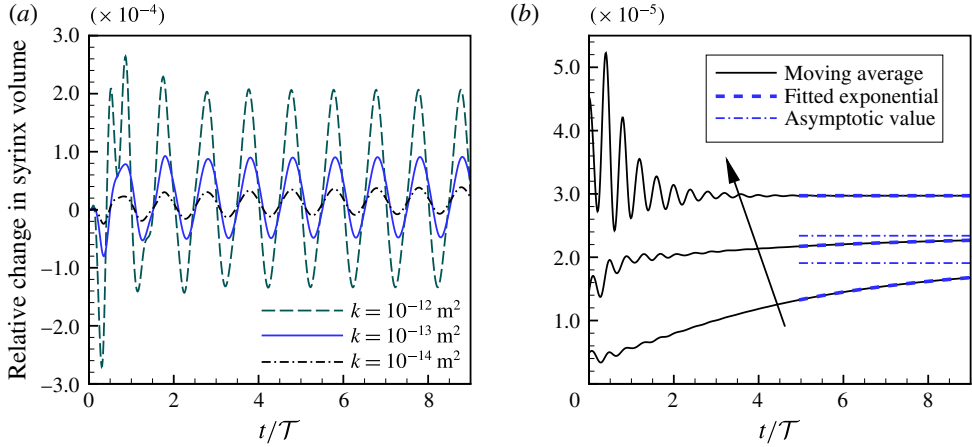 (a)
(× 10⁻⁴)
3.0
2.0
1.0
0
−1.0
−2.0
−3.0
Relative change in syrinx volume
k = 10⁻¹² m²
k = 10⁻¹³ m²
k = 10⁻¹⁴ m²
0 2 4 6 8
t/𝒯
(b)
(× 10⁻⁵)
5.0
4.0
3.0
2.0
1.0
Moving average
Fitted exponential
Asymptotic value
0 2 4 6 8
t/𝒯